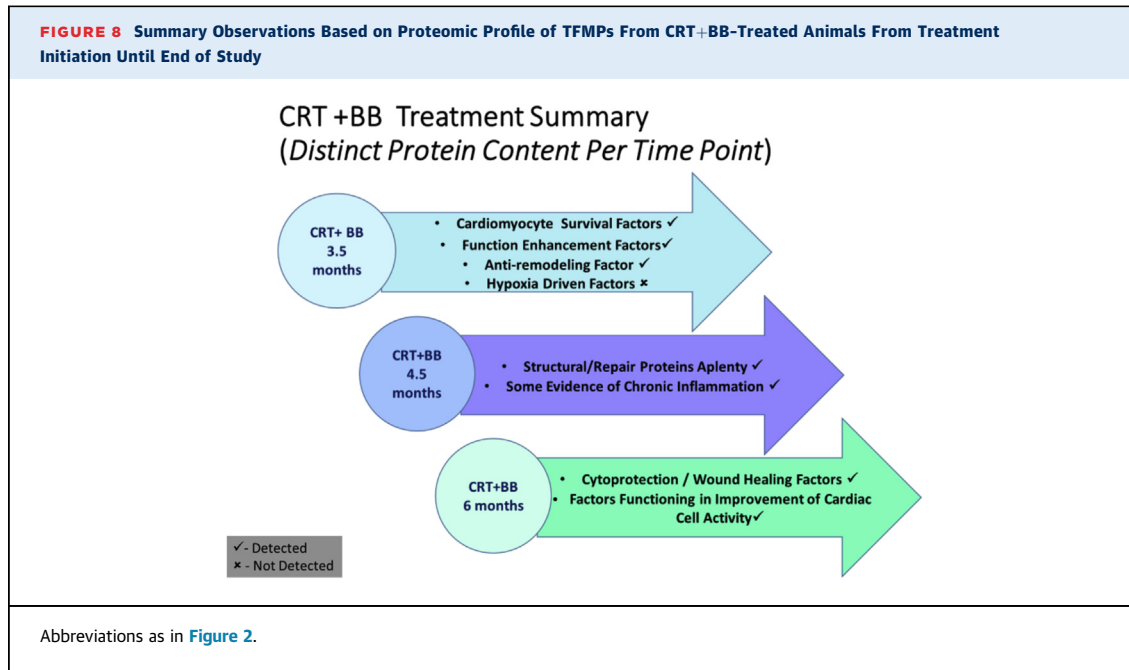 FIGURE 8 Summary Observations Based on Proteomic Profile of TFMPs From CRT+BB-Treated Animals From Treatment
Initiation Until End of Study
CRT +BB Treatment Summary
(Distinct Protein Content Per Time Point)
CRT+ BB
3.5
months
• Cardiomyocyte Survival Factors ✓
• Function Enhancement Factors✓
• Anti-remodeling Factor ✓
• Hypoxia Driven Factors ×
CRT+BB
4.5
months
• Structural/Repair Proteins Aplenty ✓
• Some Evidence of Chronic Inflammation ✓
CRT+BB
6 months
• Cytoprotection / Wound Healing Factors ✓
• Factors Functioning in Improvement of Cardiac
Cell Activity✓
✓- Detected
× - Not Detected
Abbreviations as in Figure 2.